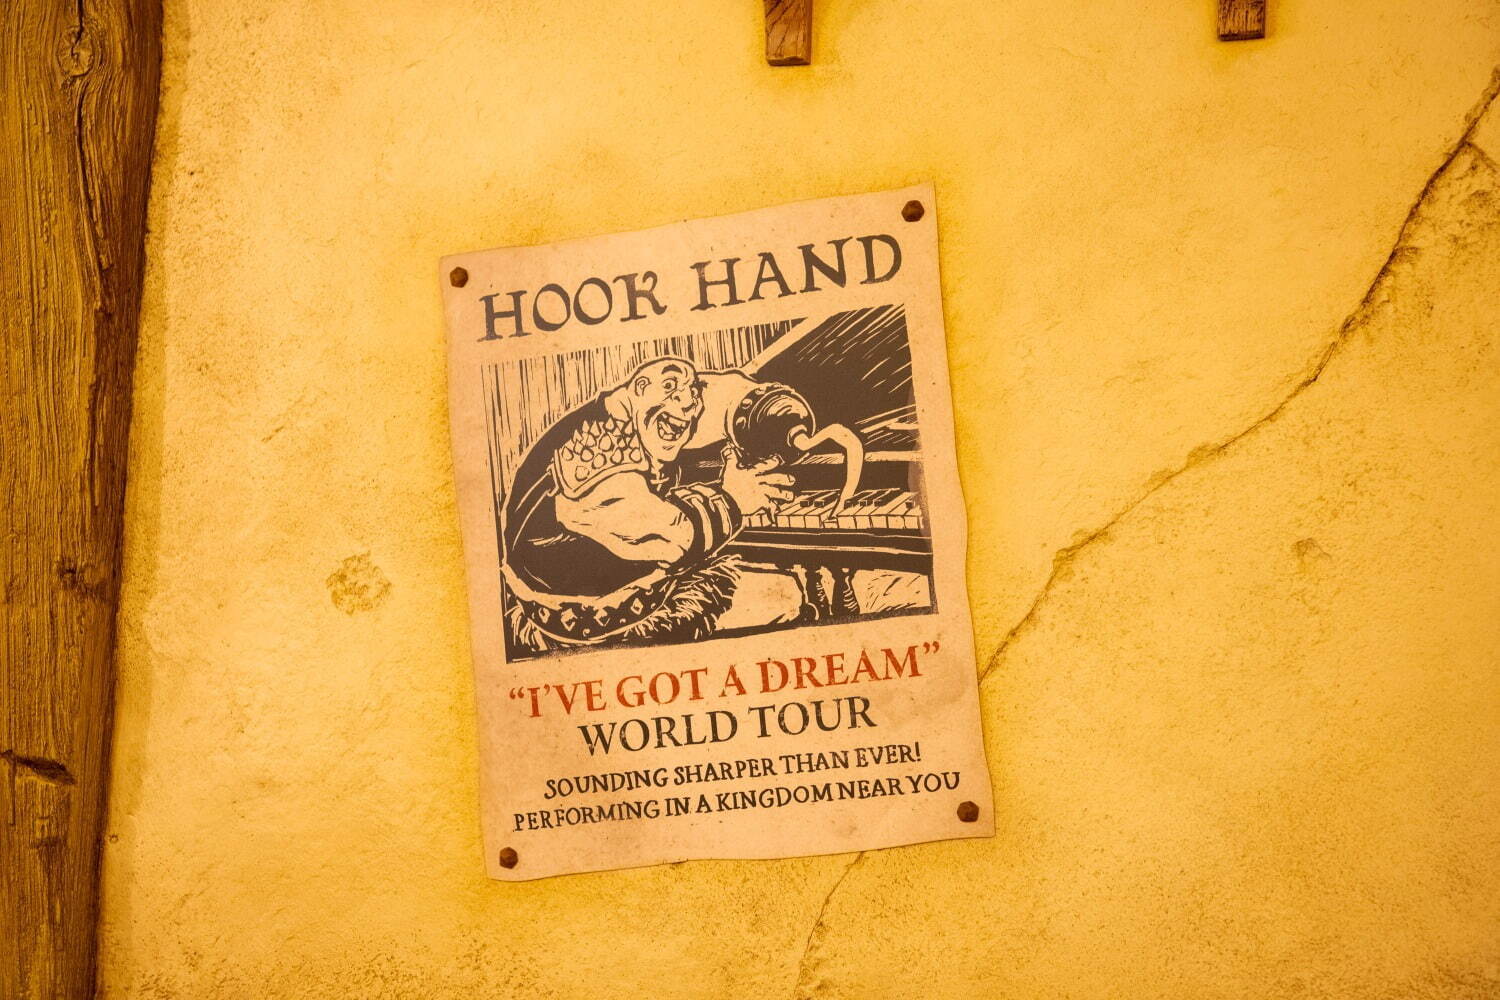 HOOK HAND
“I’VE GOT A DREAM”
WORLD TOUR
SOUNDING SHARPER THAN EVER!
PERFORMING IN A KINGDOM NEAR YOU